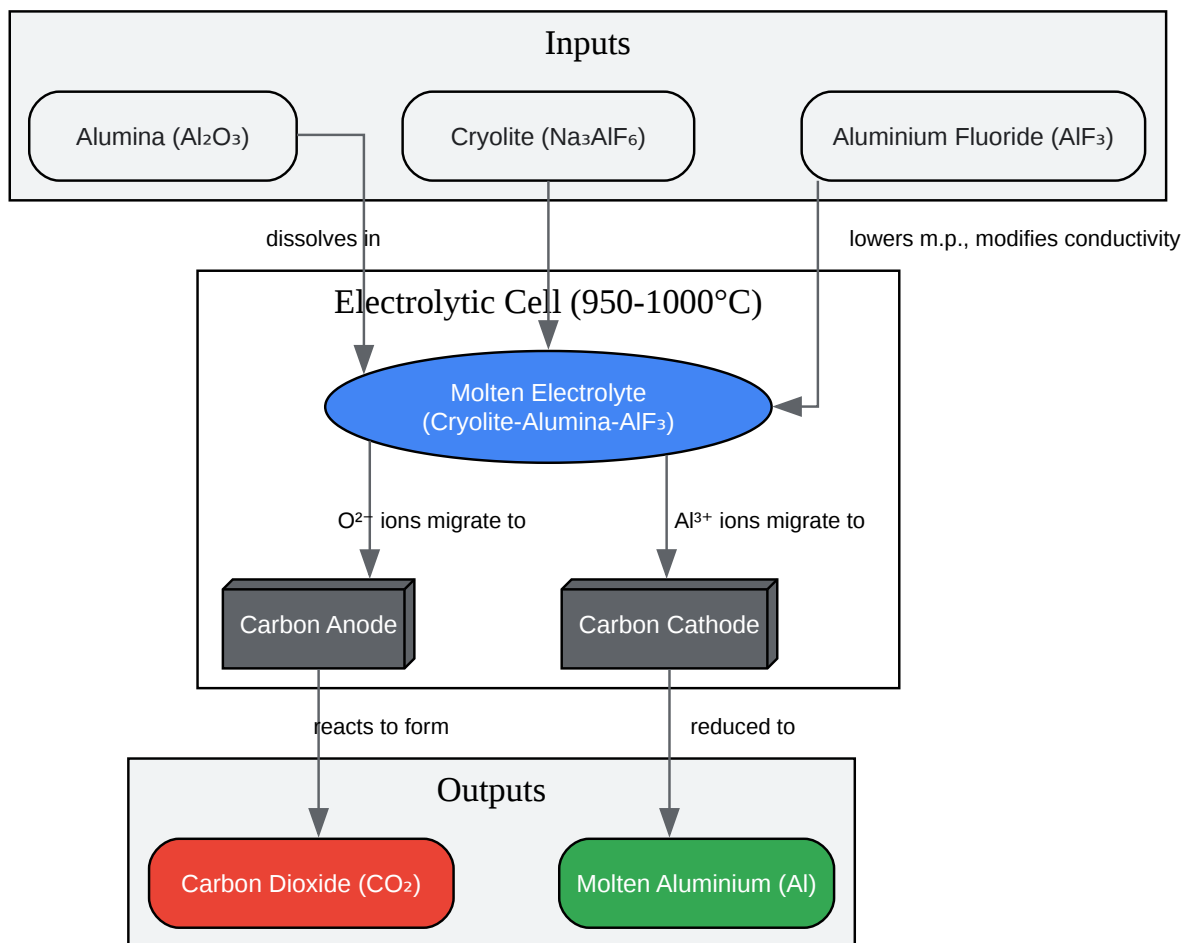 Inputs
Alumina (Al₂O₃)
Cryolite (Na₃AlF₆)
Aluminium Fluoride (AlF₃)
dissolves in
lowers m.p., modifies conductivity
Electrolytic Cell (950-1000°C)
Molten Electrolyte
(Cryolite-Alumina-AlF₃)
O²⁻ ions migrate to
Al³⁺ ions migrate to
Carbon Anode
Carbon Cathode
reacts to form
reduced to
Outputs
Carbon Dioxide (CO₂)
Molten Aluminium (Al)